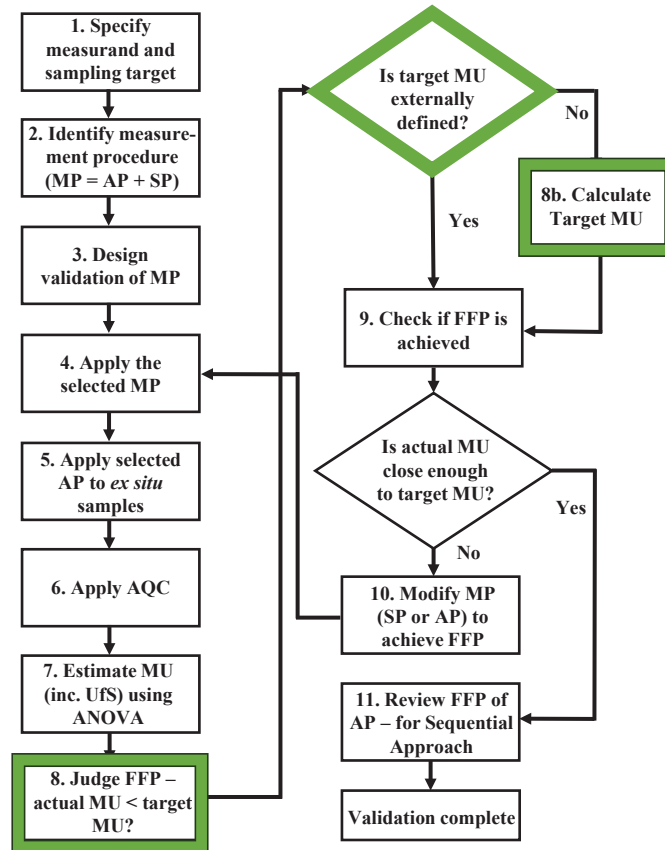 1. Specify
measurand and
sampling target
2. Identify measure-
ment procedure
(MP = AP + SP)
3. Design
validation of MP
4. Apply the
selected MP
5. Apply selected
AP to ex situ
samples
6. Apply AQC
7. Estimate MU
(inc. UfS) using
ANOVA
8. Judge FFP –
actual MU < target
MU?
Is target MU
externally
defined?
No
8b. Calculate
Target MU
Yes
9. Check if FFP is
achieved
Is actual MU
close enough
to target MU?
Yes
No
10. Modify MP
(SP or AP) to
achieve FFP
11. Review FFP of
AP – for Sequential
Approach
Validation complete